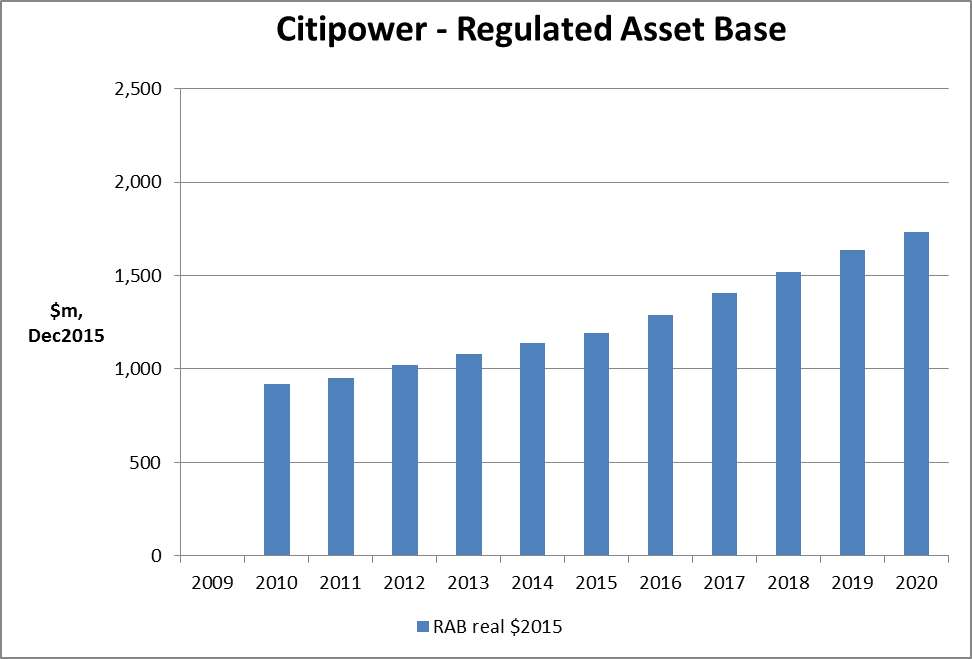 Citipower - Regulated Asset Base
2,500
2,000
1,500
$m,
Dec2015
1,000
500
0
2009 2010 2011 2012 2013 2014 2015 2016 2017 2018 2019 2020
RAB real $2015